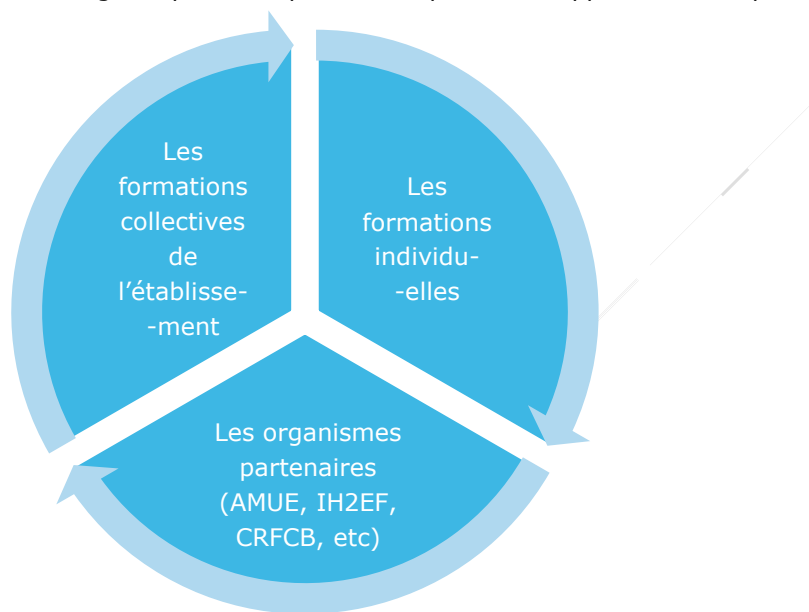 Les
formations
collectives
de
l’établisse-
-ment
Les
formations
individu-
-elles
Les organismes
partenaires
(AMUE, IH2EF,
CRFCB, etc)